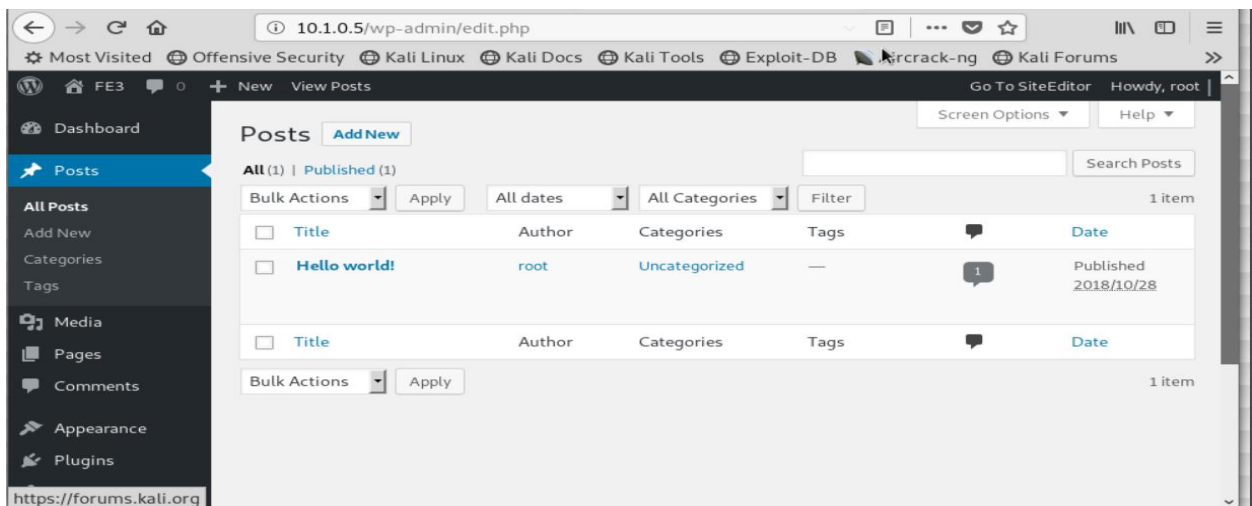 10.1.0.5/wp-admin/edit.php
Most Visited Offensive Security Kali Linux Kali Docs Kali Tools Exploit-DB Aircrack-ng Kali Forums
FE3 0 New View Posts Go To SiteEditor Howdy, root
Dashboard
Posts
All Posts
Add New
Categories
Tags
Media
Pages
Comments
Appearance
Plugins
https://forums.kali.org
Screen Options Help
Posts Add New
All (1) | Published (1)
Search Posts
Bulk Actions Apply All dates All Categories Filter 1 item
Title Author Categories Tags Date
Hello world! root Uncategorized — 1 Published
2018/10/28
Title Author Categories Tags Date
Bulk Actions Apply 1 item